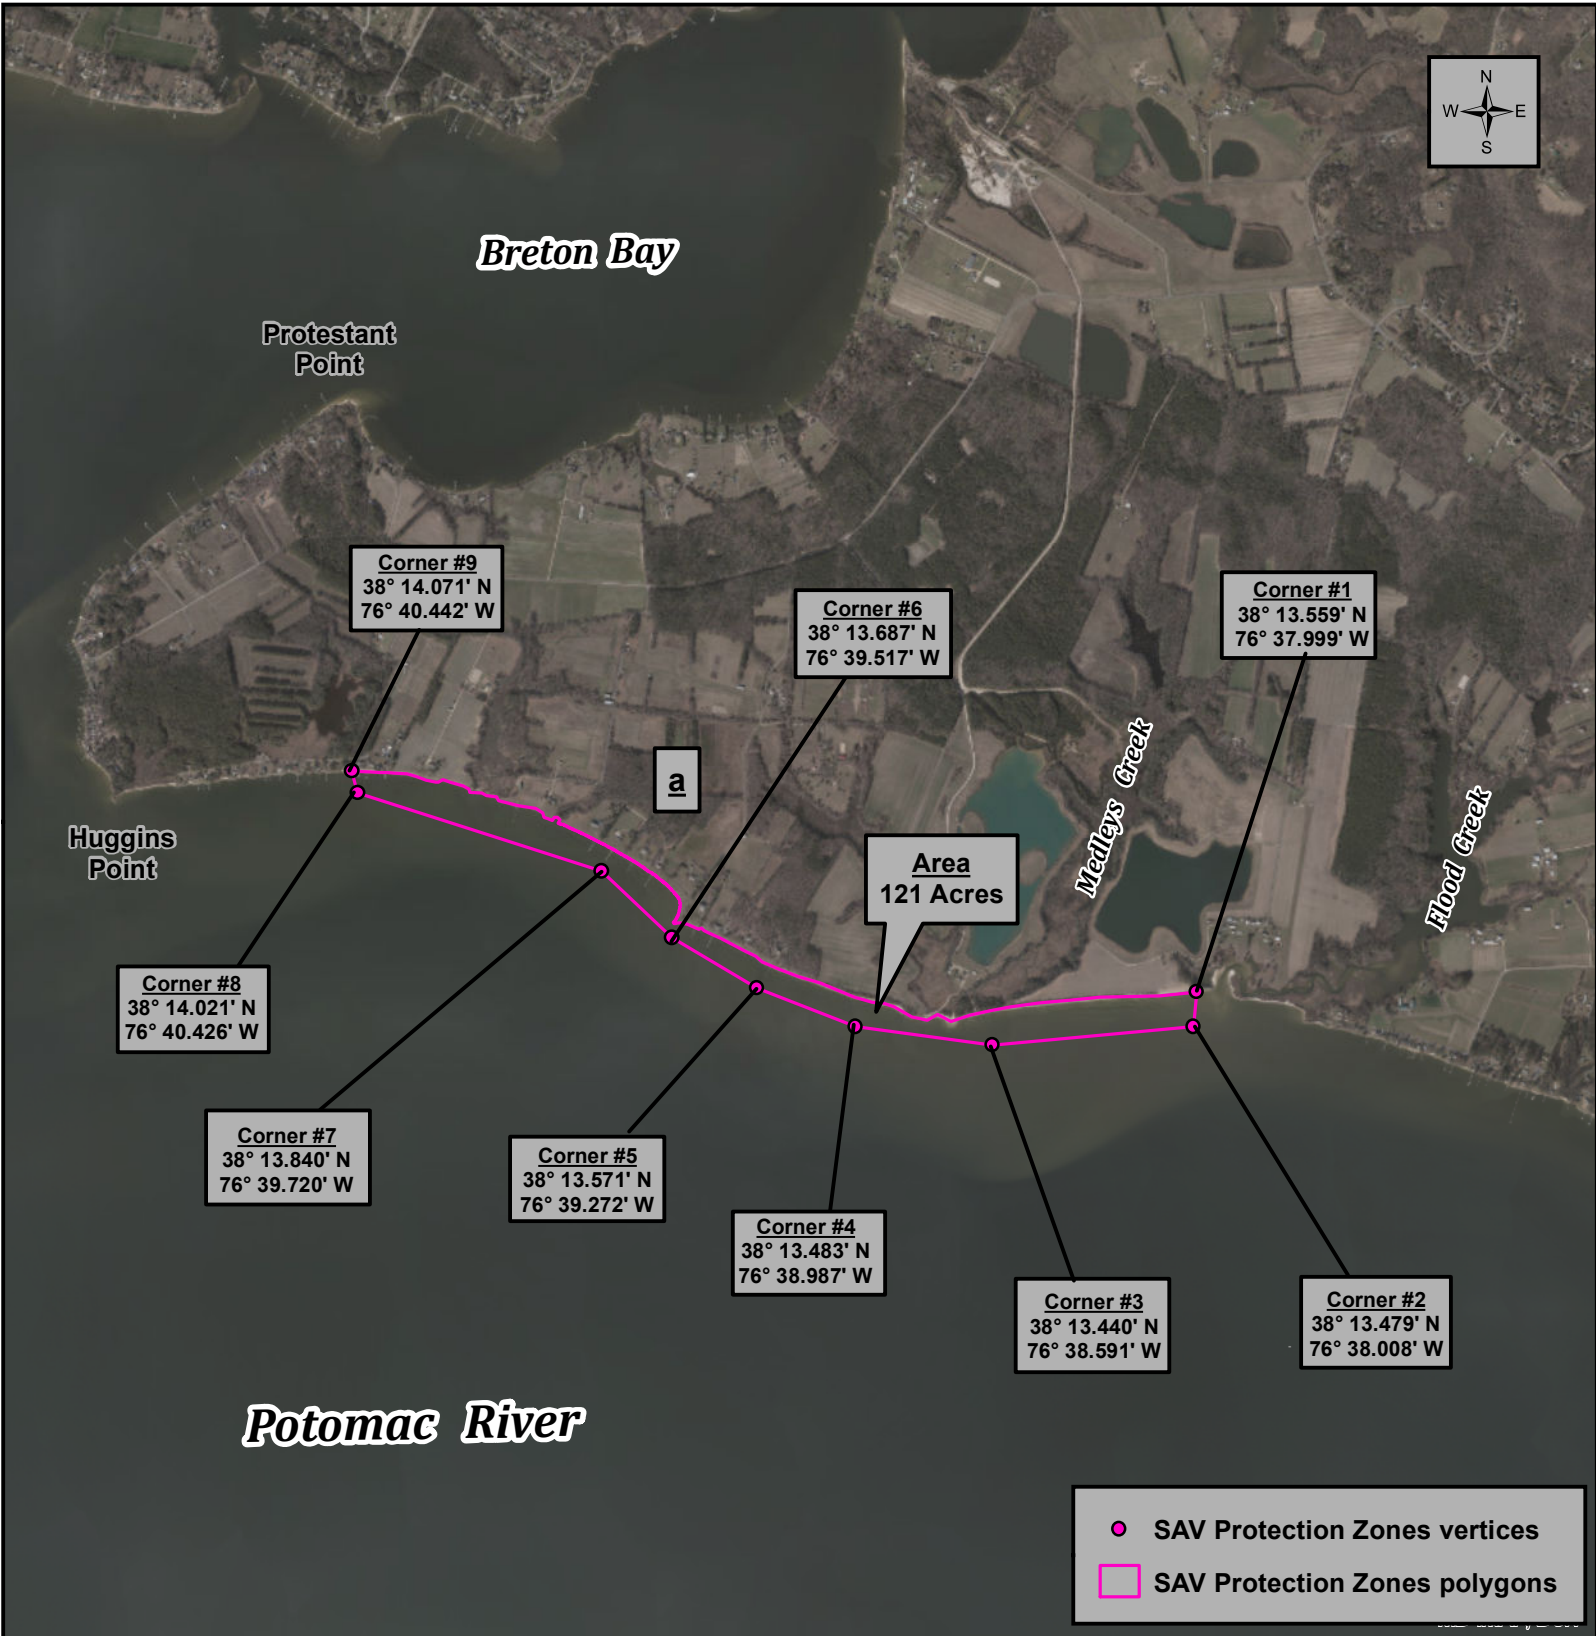 N
W E
S
Breton Bay
Protestant
Point
Corner #9
38° 14.071' N
76° 40.442' W
Corner #6
38° 13.687' N
76° 39.517' W
Corner #1
38° 13.559' N
76° 37.999' W
a
Medleys Creek
Flood Creek
Huggins
Point
Area
121 Acres
Corner #8
38° 14.021' N
76° 40.426' W
Corner #7
38° 13.840' N
76° 39.720' W
Corner #5
38° 13.571' N
76° 39.272' W
Corner #4
38° 13.483' N
76° 38.987' W
Corner #3
38° 13.440' N
76° 38.591' W
Corner #2
38° 13.479' N
76° 38.008' W
Potomac River
SAV Protection Zones vertices
SAV Protection Zones polygons